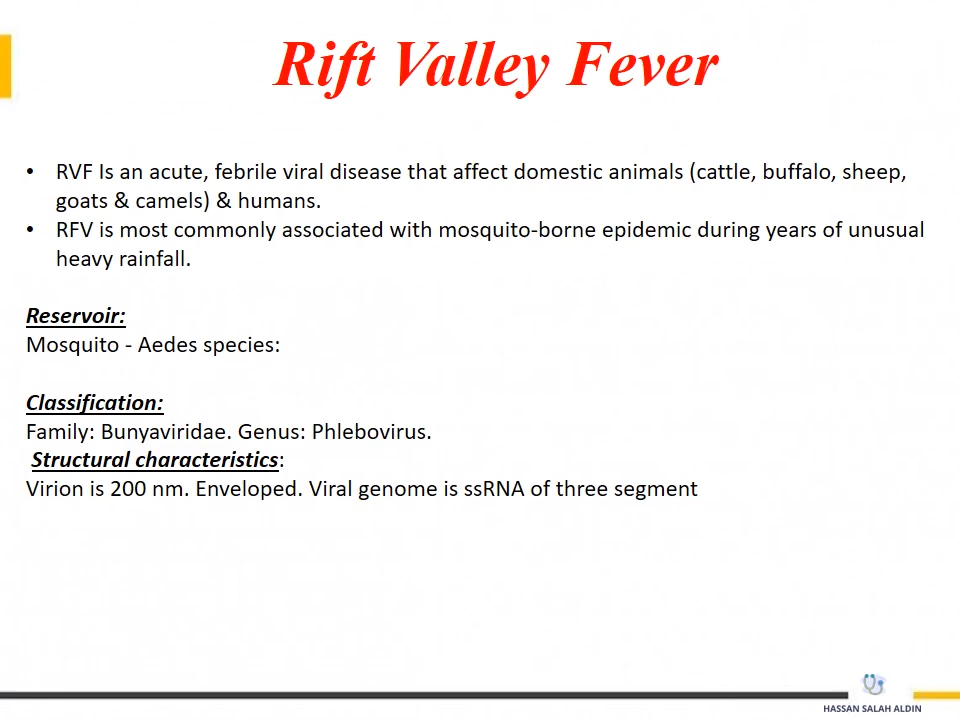 Rift Valley Fever
• RVF Is an acute, febrile viral disease that affect domestic animals (cattle, buffalo, sheep,
goats & camels) & humans.
• RFV is most commonly associated with mosquito-borne epidemic during years of unusual
heavy rainfall.
Reservoir:
Mosquito - Aedes species:
Classification:
Family: Bunyaviridae. Genus: Phlebovirus.
Structural characteristics:
Virion is 200 nm. Enveloped. Viral genome is ssRNA of three segment
HASSAN SALAH ALDIN